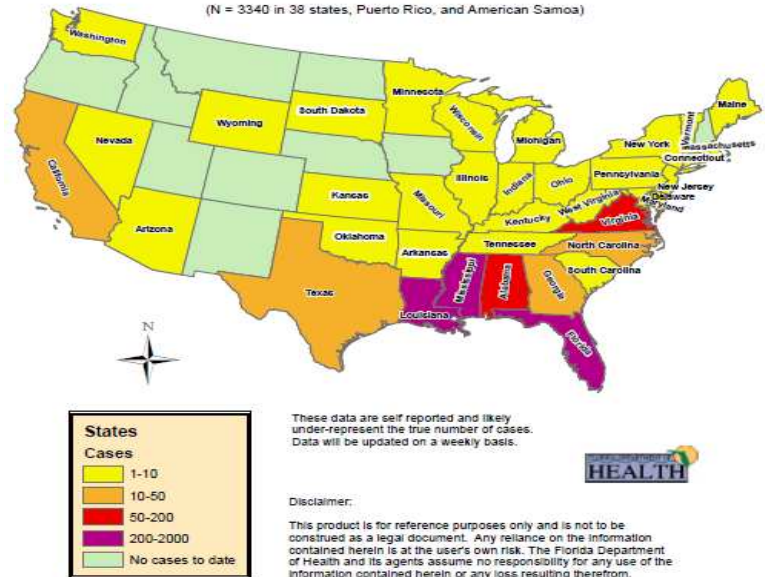 (N = 3340 in 38 states, Puerto Rico, and American Samoa)
Washington
Minnesota
Maine
South Dakota
Wisconsin
Vermont
Wyoming
Michigan
New York
Massachusetts
Nevada
Connecticut
Illinois
Indiana
Ohio
Pennsylvania
New Jersey
California
Kansas
Missouri
West Virginia
Delaware
Maryland
Kentucky
Virginia
Arizona
Oklahoma
Arkansas
Tennessee
North Carolina
South Carolina
Texas
Mississippi
Alabama
Georgia
Louisiana
Florida
N
These data are self reported and likely
under-represent the true number of cases.
Data will be updated on a weekly basis.
States
Cases
1-10
10-50
50-200
200-2000
No cases to date
HEALTH
Disclaimer:
This product is for reference purposes only and is not to be
construed as a legal document. Any reliance on the information
contained herein is at the user's own risk. The Florida Department
of Health and its agents assume no responsibility for any use of the
information contained herein or any loss resulting therefrom.